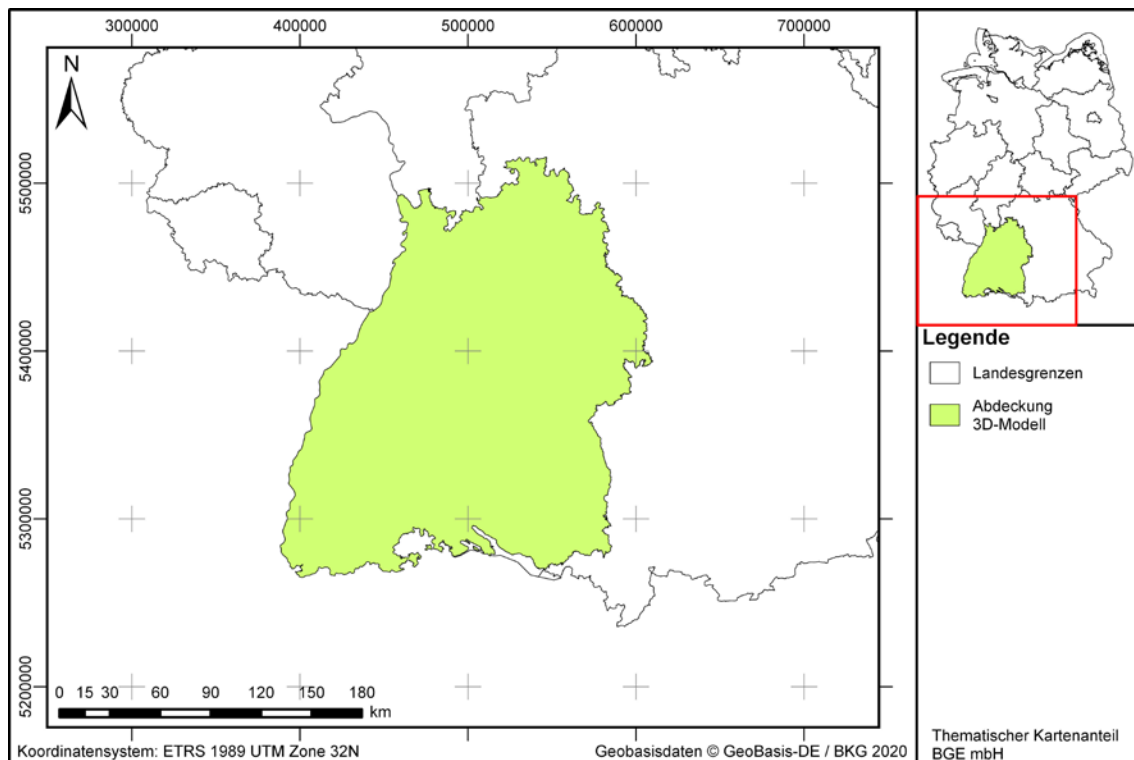 300000 400000 500000 600000 700000
N
5500000
5400000
5300000
5200000
0 15 30 60 90 120 150 180
km
Koordinatensystem: ETRS 1989 UTM Zone 32N
Geobasisdaten © GeoBasis-DE / BKG 2020
Legende
Landesgrenzen
Abdeckung
3D-Modell
Thematischer Kartenanteil
BGE mbH